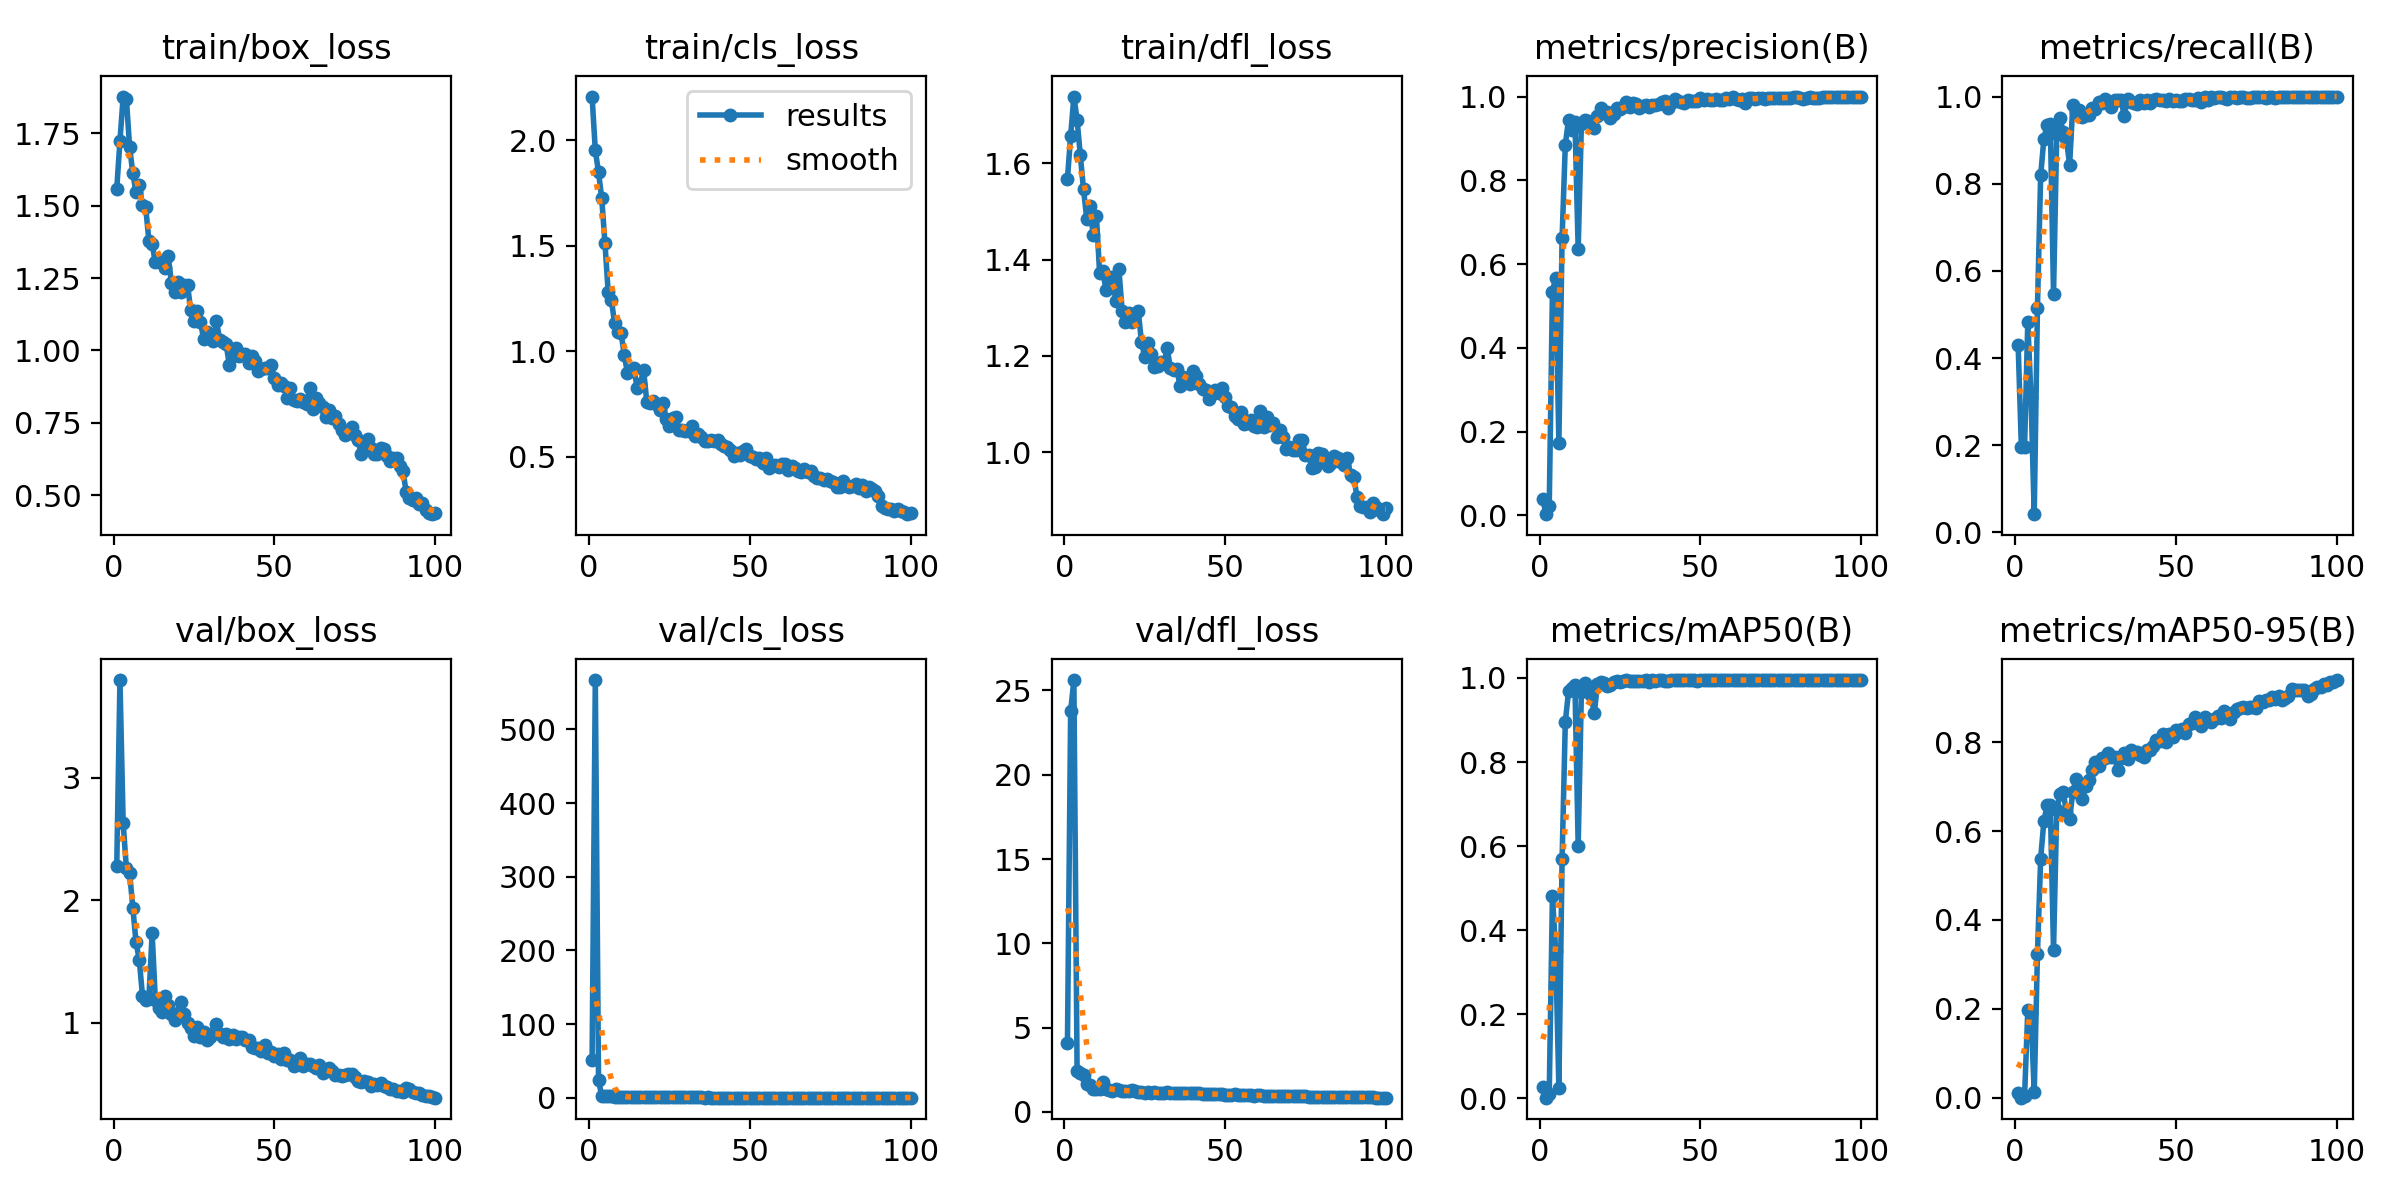 train/box_loss
1.75
1.50
1.25
1.00
0.75
0.50
0 50 100
train/cls_loss
results
smooth
2.0
1.5
1.0
0.5
0 50 100
train/dfl_loss
1.6
1.4
1.2
1.0
0 50 100
metrics/precision(B)
1.0
0.8
0.6
0.4
0.2
0.0
0 50 100
metrics/recall(B)
1.0
0.8
0.6
0.4
0.2
0.0
0 50 100
val/box_loss
3
2
1
0 50 100
val/cls_loss
500
400
300
200
100
0
0 50 100
val/dfl_loss
25
20
15
10
5
0
0 50 100
metrics/mAP50(B)
1.0
0.8
0.6
0.4
0.2
0.0
0 50 100
metrics/mAP50-95(B)
0.8
0.6
0.4
0.2
0.0
0 50 100